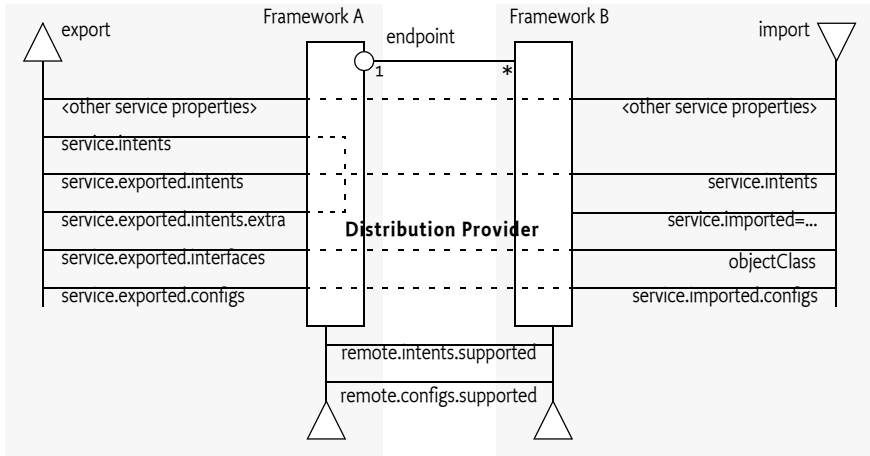 Framework A
Framework B
export
endpoint
import
1
*
<other service properties>
<other service properties>
service.intents
service.exported.intents
service.intents
service.exported.intents.extra
service.imported=...
Distribution Provider
service.exported.interfaces
objectClass
service.exported.configs
service.imported.configs
remote.intents.supported
remote.configs.supported